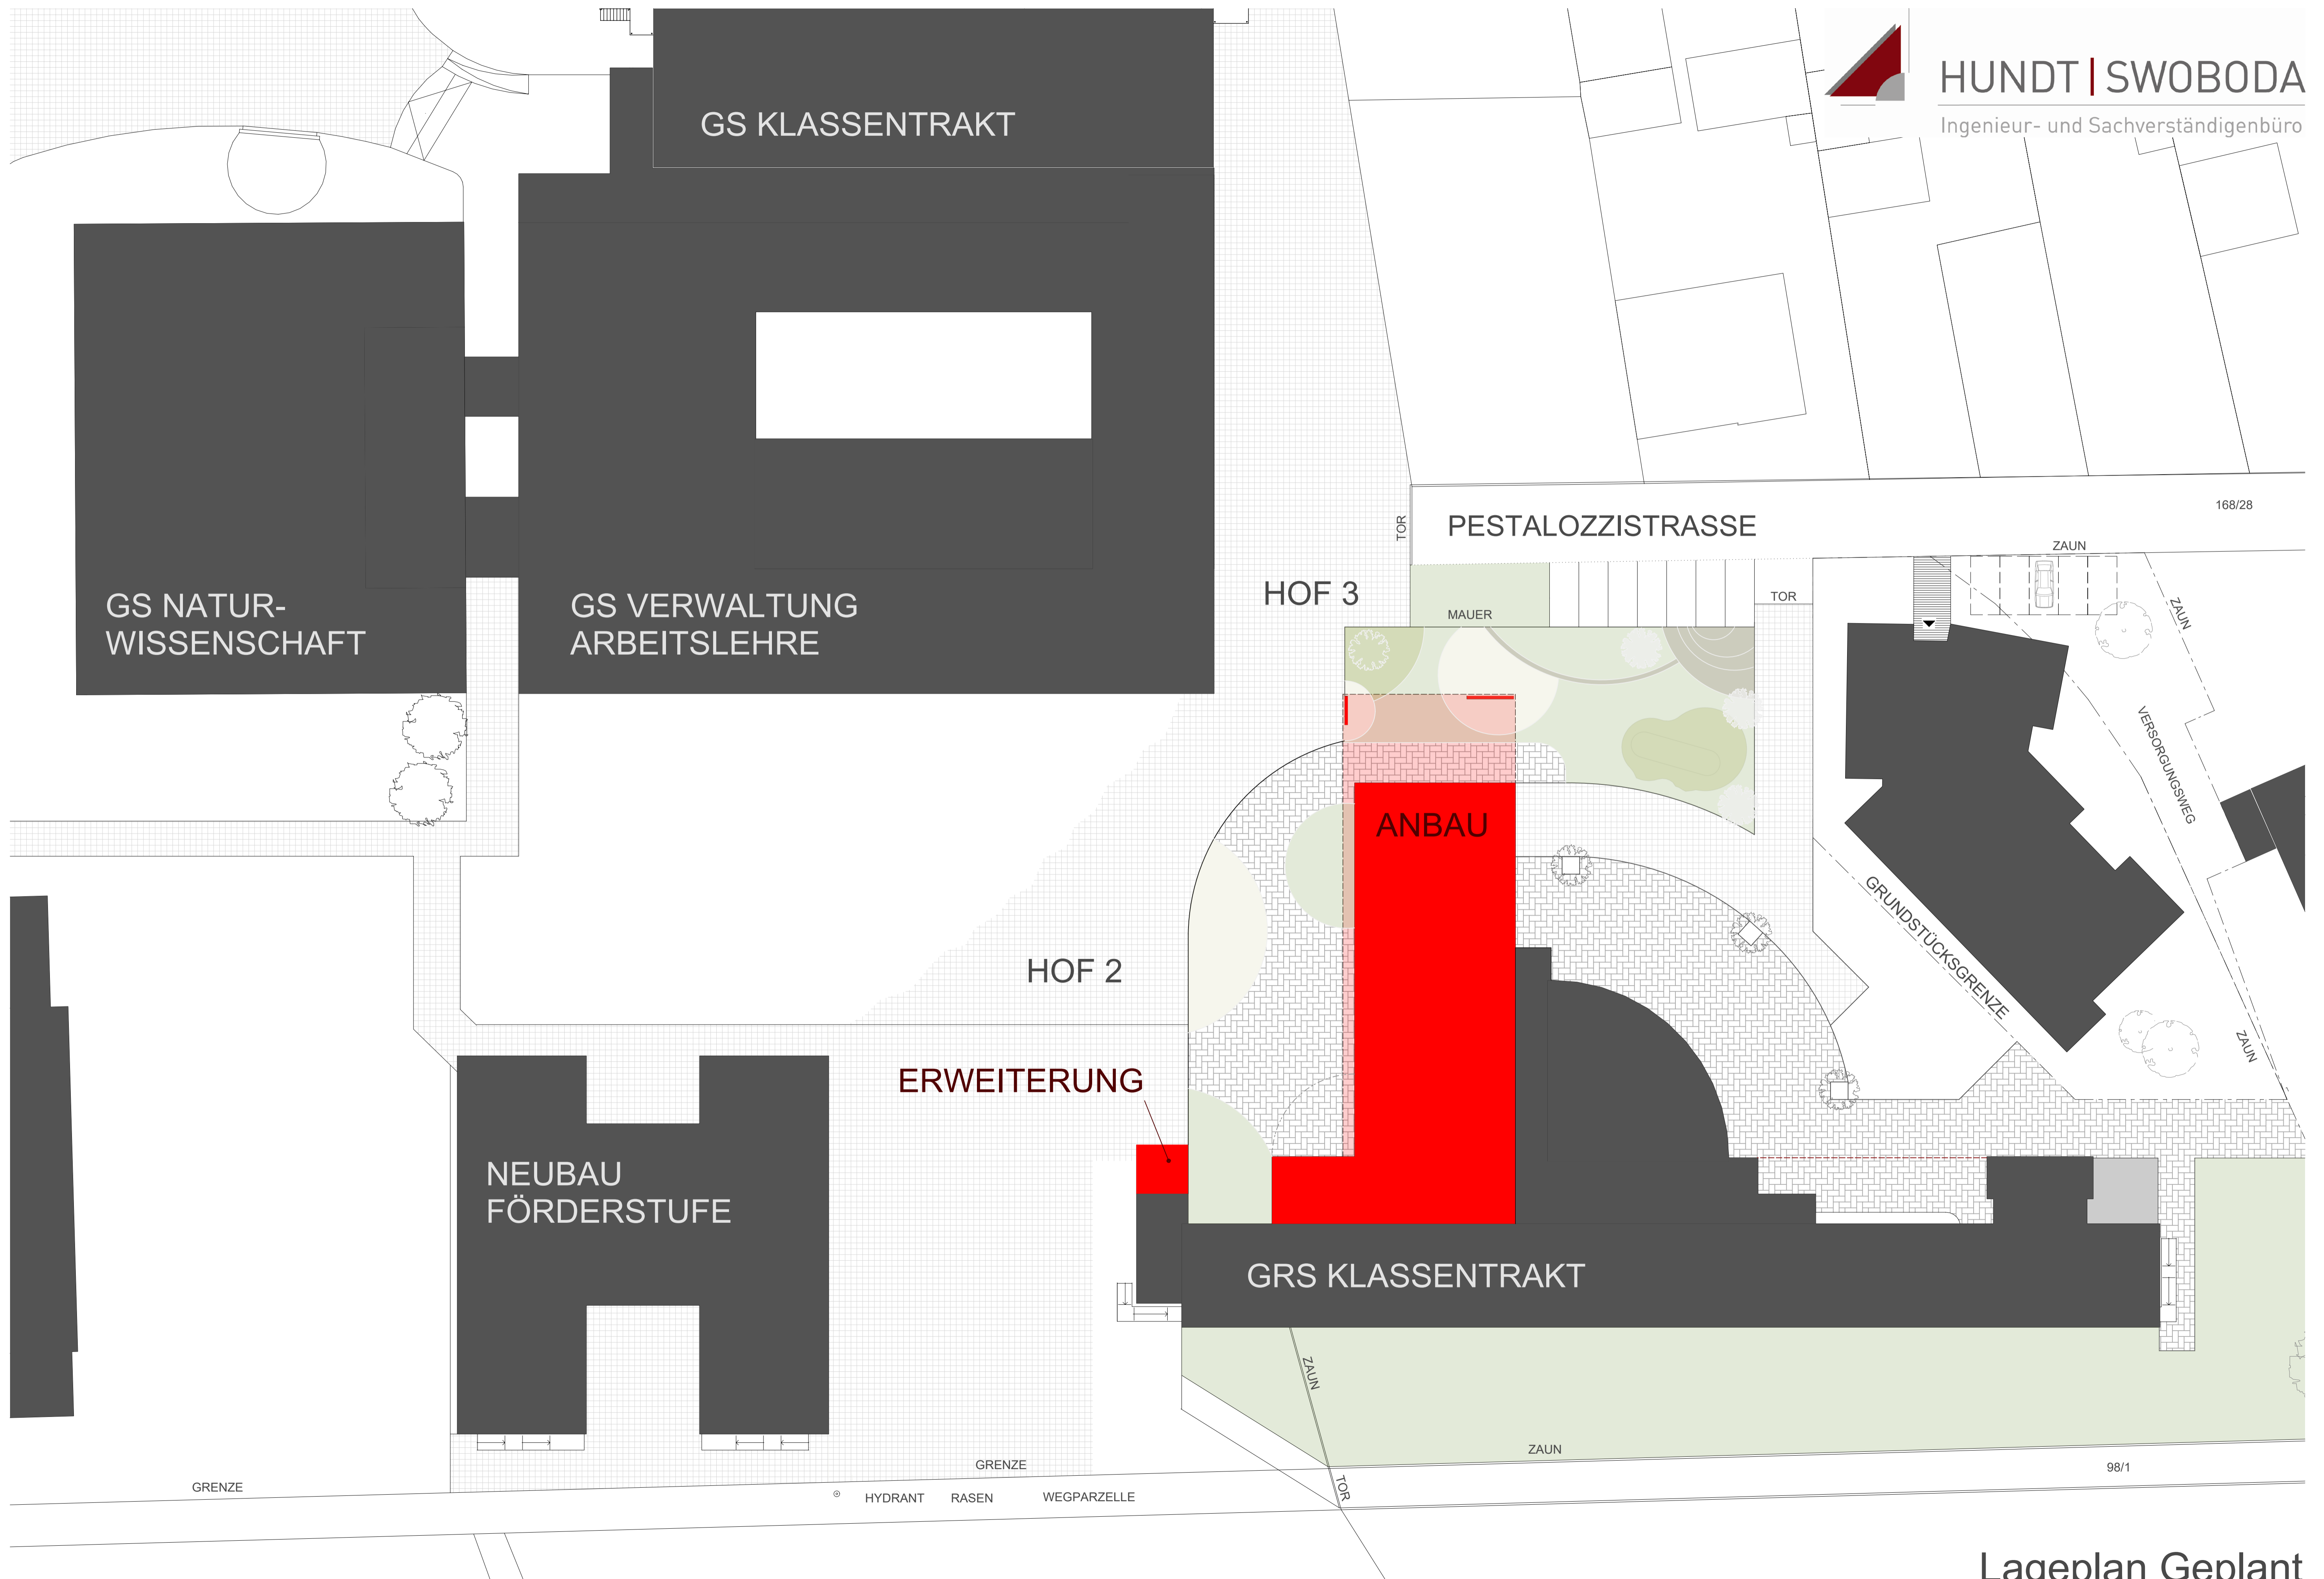 HUNDT | SWOBODA
Ingenieur- und Sachverständigenbüro
GS KLASSENTRAKT
168/28
TOR
PESTALOZZISTRASSE
ZAUN
HOF 3
GS NATUR-
WISSENSCHAFT
GS VERWALTUNG
ARBEITSLEHRE
MAUER
TOR
ZAUN
VERSORGUNGSWEG
ANBAU
GRUNDSTÜCKSGRENZE
HOF 2
ZAUN
ERWEITERUNG
NEUBAU
FÖRDERSTUFE
GRS KLASSENTRAKT
ZAUN
ZAUN
GRENZE
98/1
GRENZE
TOR
HYDRANT
RASEN
WEGPARZELLE
Lageplan Geplant